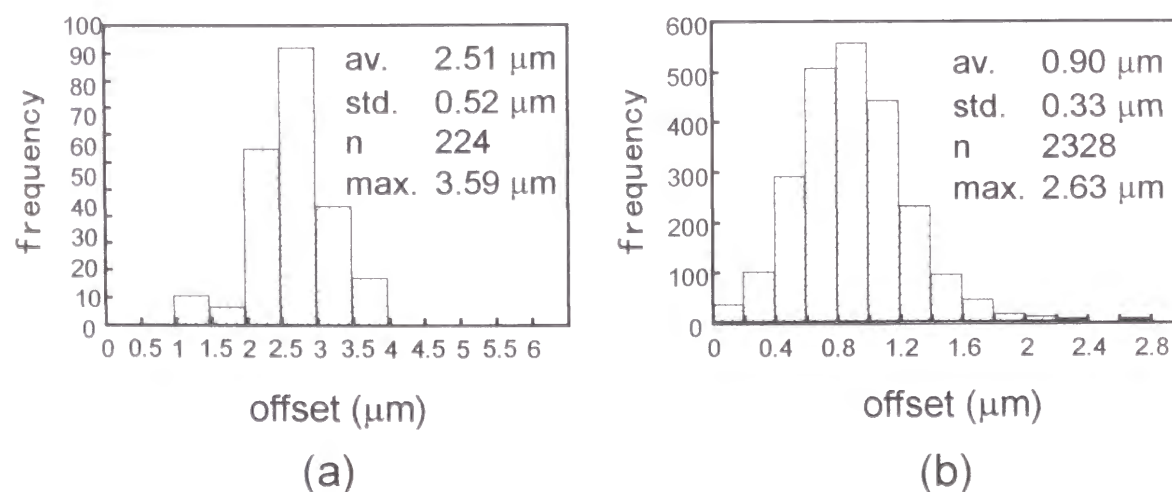 100
90
80
70
60
50
40
30
20
10
0
frequency
av. 2.51 μm
std. 0.52 μm
n 224
max. 3.59 μm
0 0.5 1 1.5 2 2.5 3 3.5 4 4.5 5 5.5 6
offset (μm)
(a)
600
500
400
300
200
100
0
frequency
av. 0.90 μm
std. 0.33 μm
n 2328
max. 2.63 μm
0 0.4 0.8 1.2 1.6 2 2.4 2.8
offset (μm)
(b)